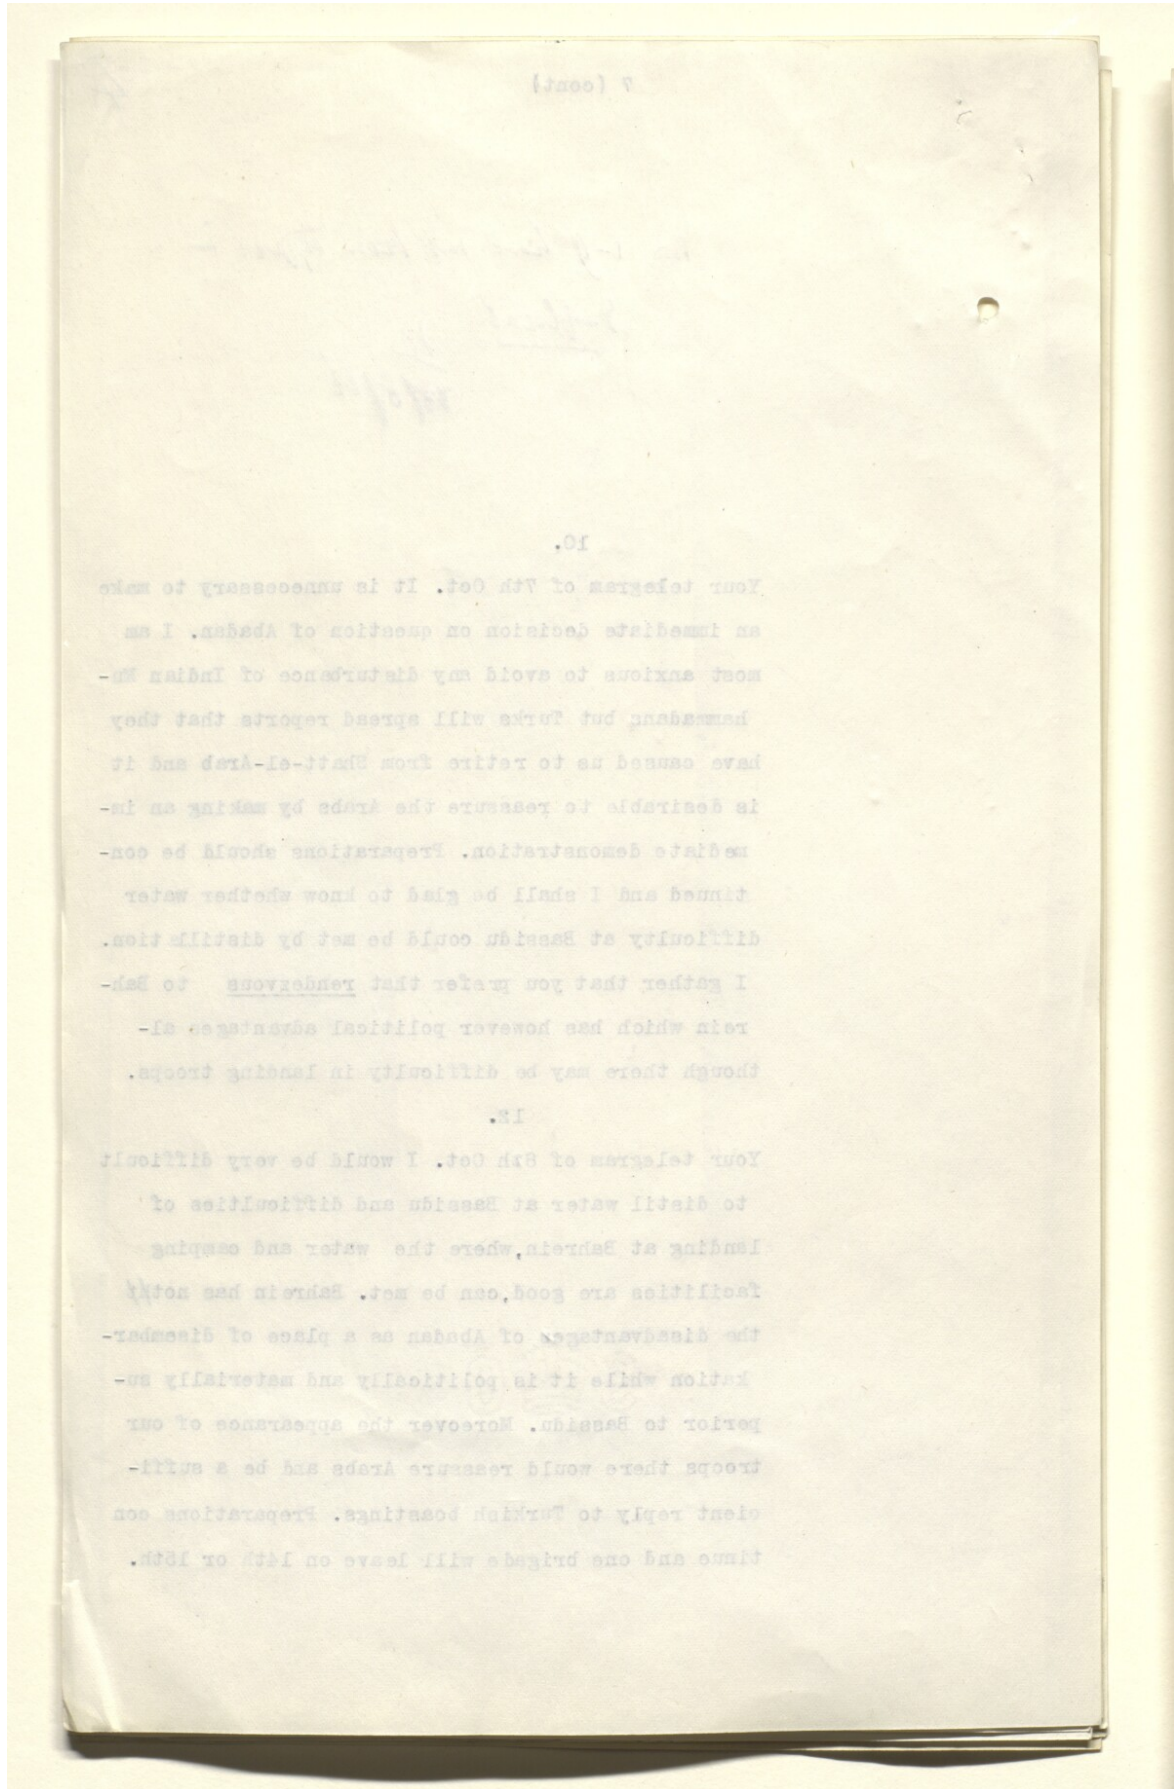 7 (cont)
10.
Your telegram of 7th Oct. It is unnecessary to make
an immediate decision on question of Abadan. I am
most anxious to avoid any disturbance of Indian Mu-
hammadans but Turks will spread reports that they
have caused us to retire from Shatt-el-Arab and it
is desirable to reassure the Arabs by making an im-
mediate demonstration. Preparations should be con-
tinued and I shall be glad to know whether water
difficulty at Bassidu could be met by distillation.
I gather that you prefer that rendezvous to Bah-
rein which has however political advantages al-
though there may be difficulty in landing troops.
12.
Your telegram of 8th Oct. I would be very difficult
to distil water at Bassidu and difficulties of
landing at Bahrein, where the water and camping
facilities are good, can be met. Bahrein has not
the disadvantages of Abadan as a place of disembar-
kation while it is politically and materially su-
perior to Bassidu. Moreover the appearance of our
troops there would reassure Arabs and be a suffi-
cient reply to Turkish boastings. Preparations con
tinue and one brigade will leave on 14th or 15th.